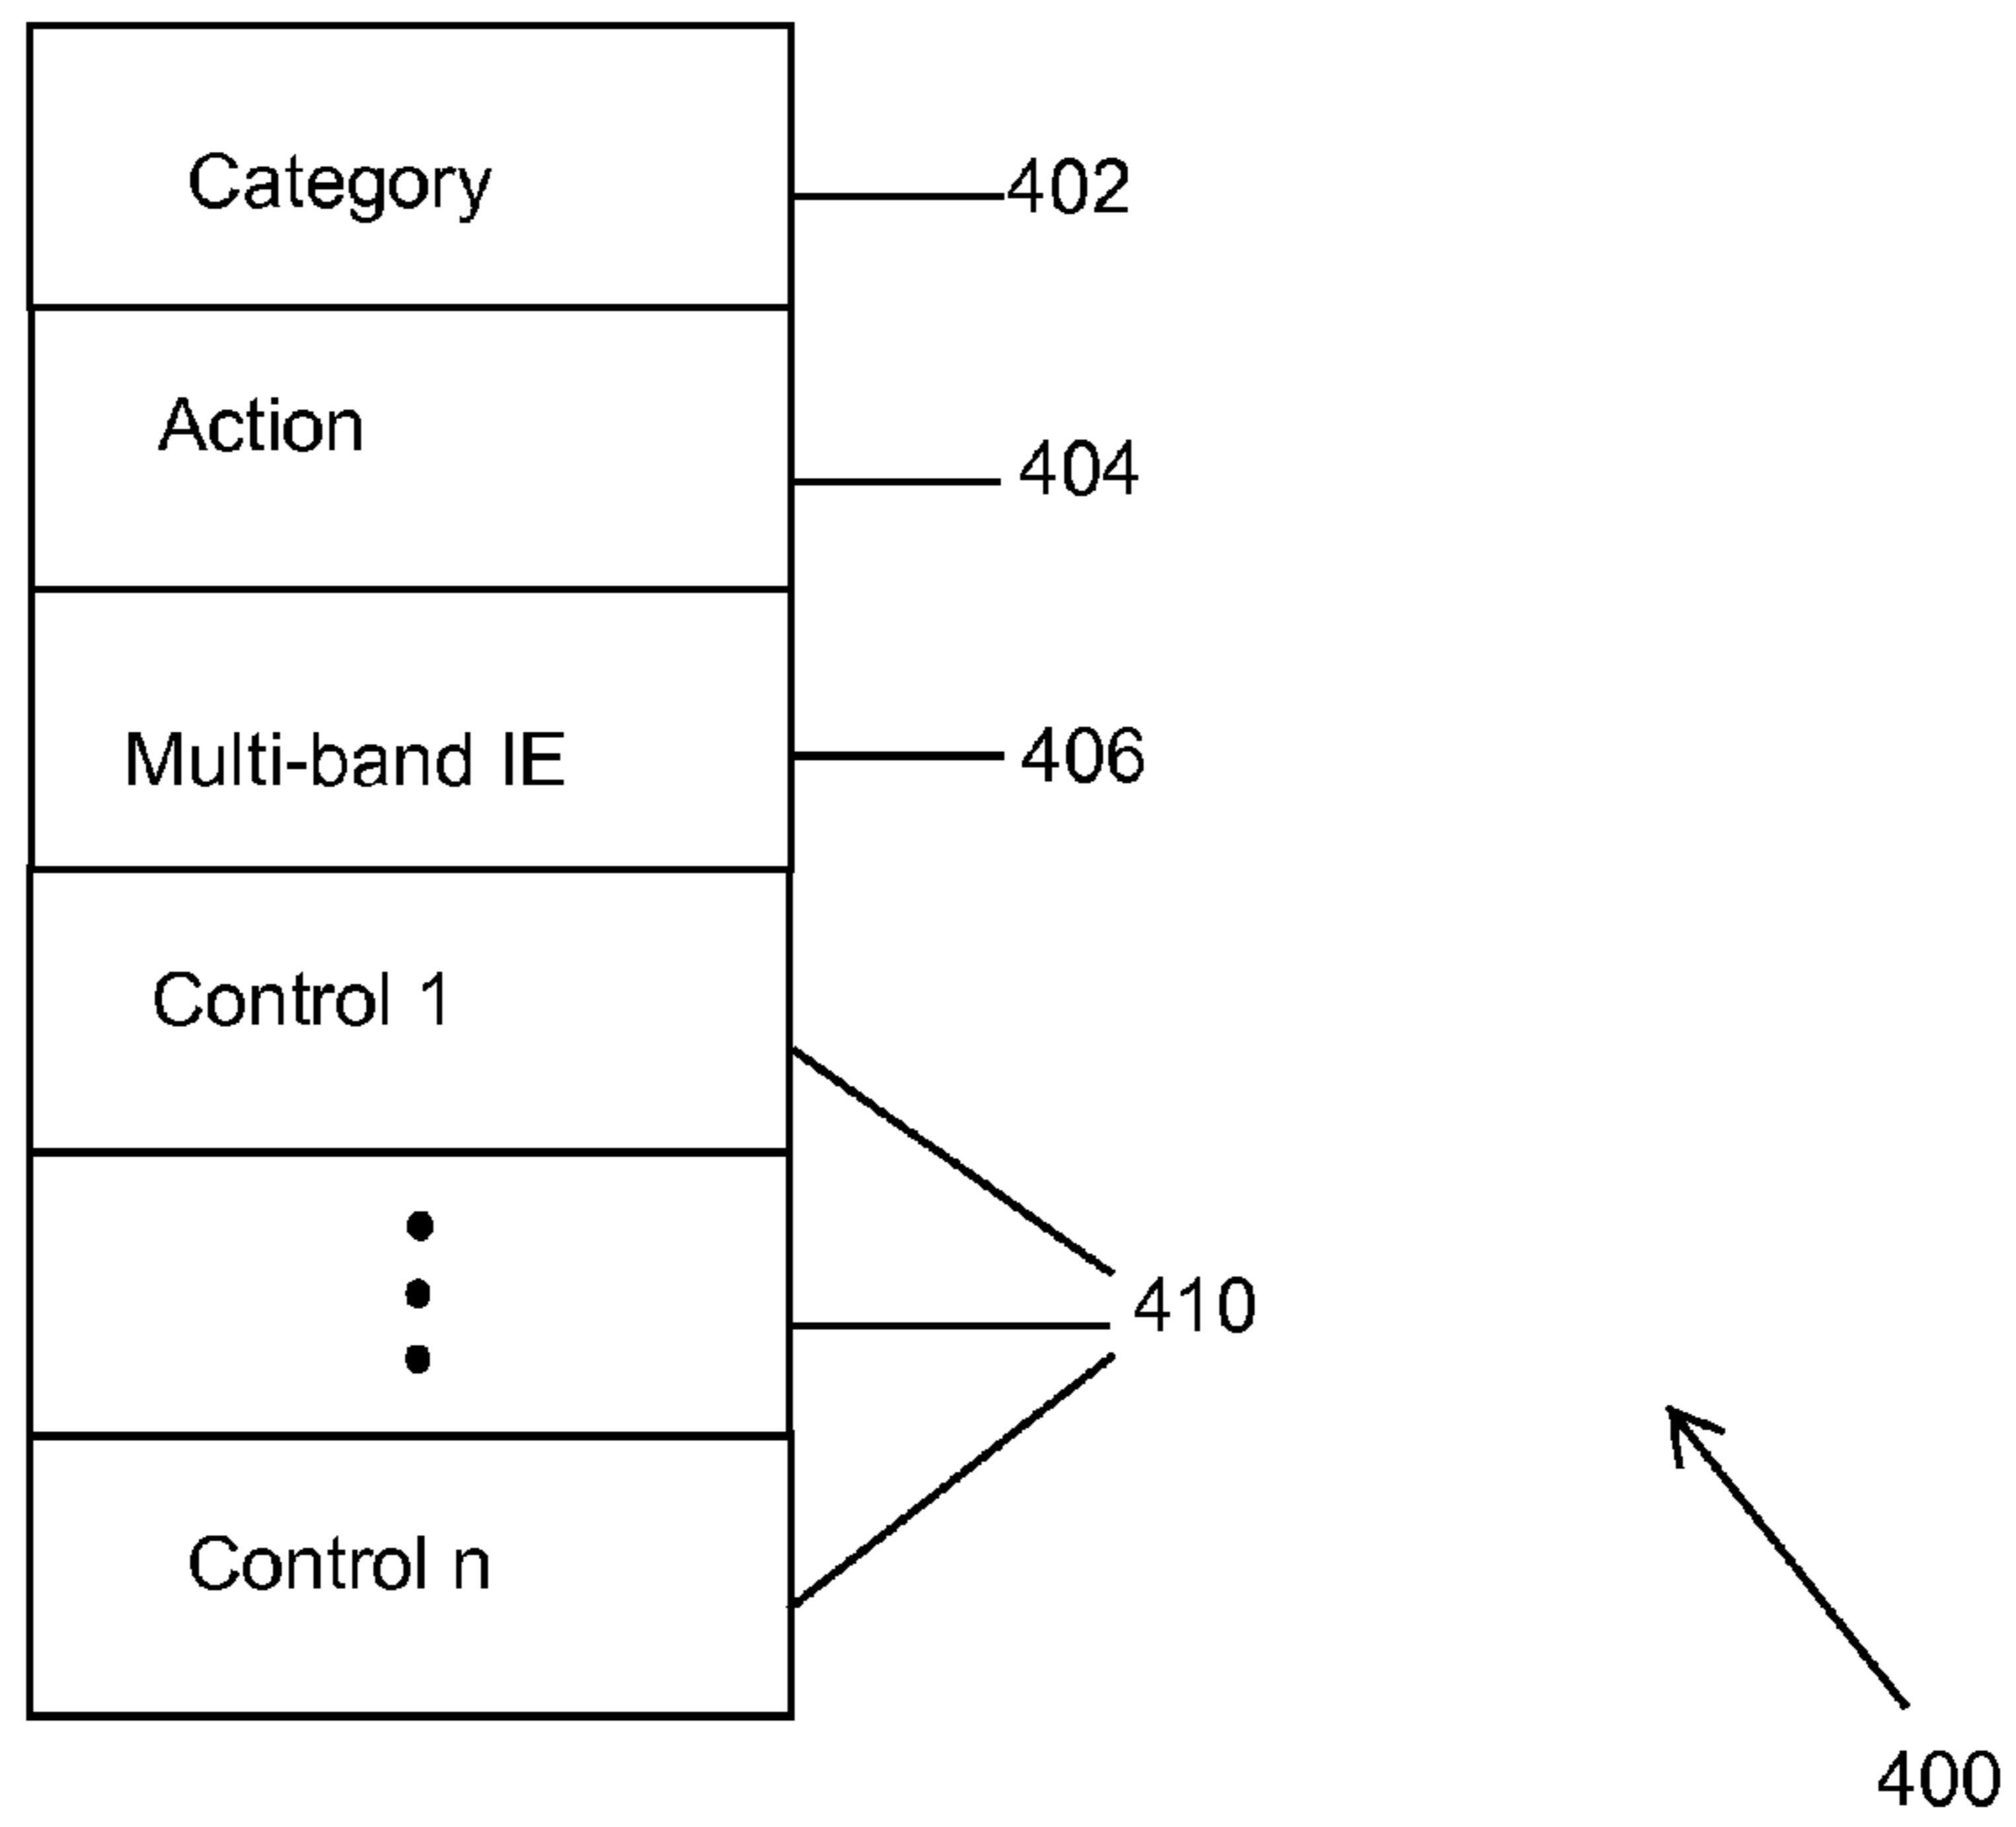 Category
402
Action
404
Multi-band IE
406
Control 1
410
Control n
400